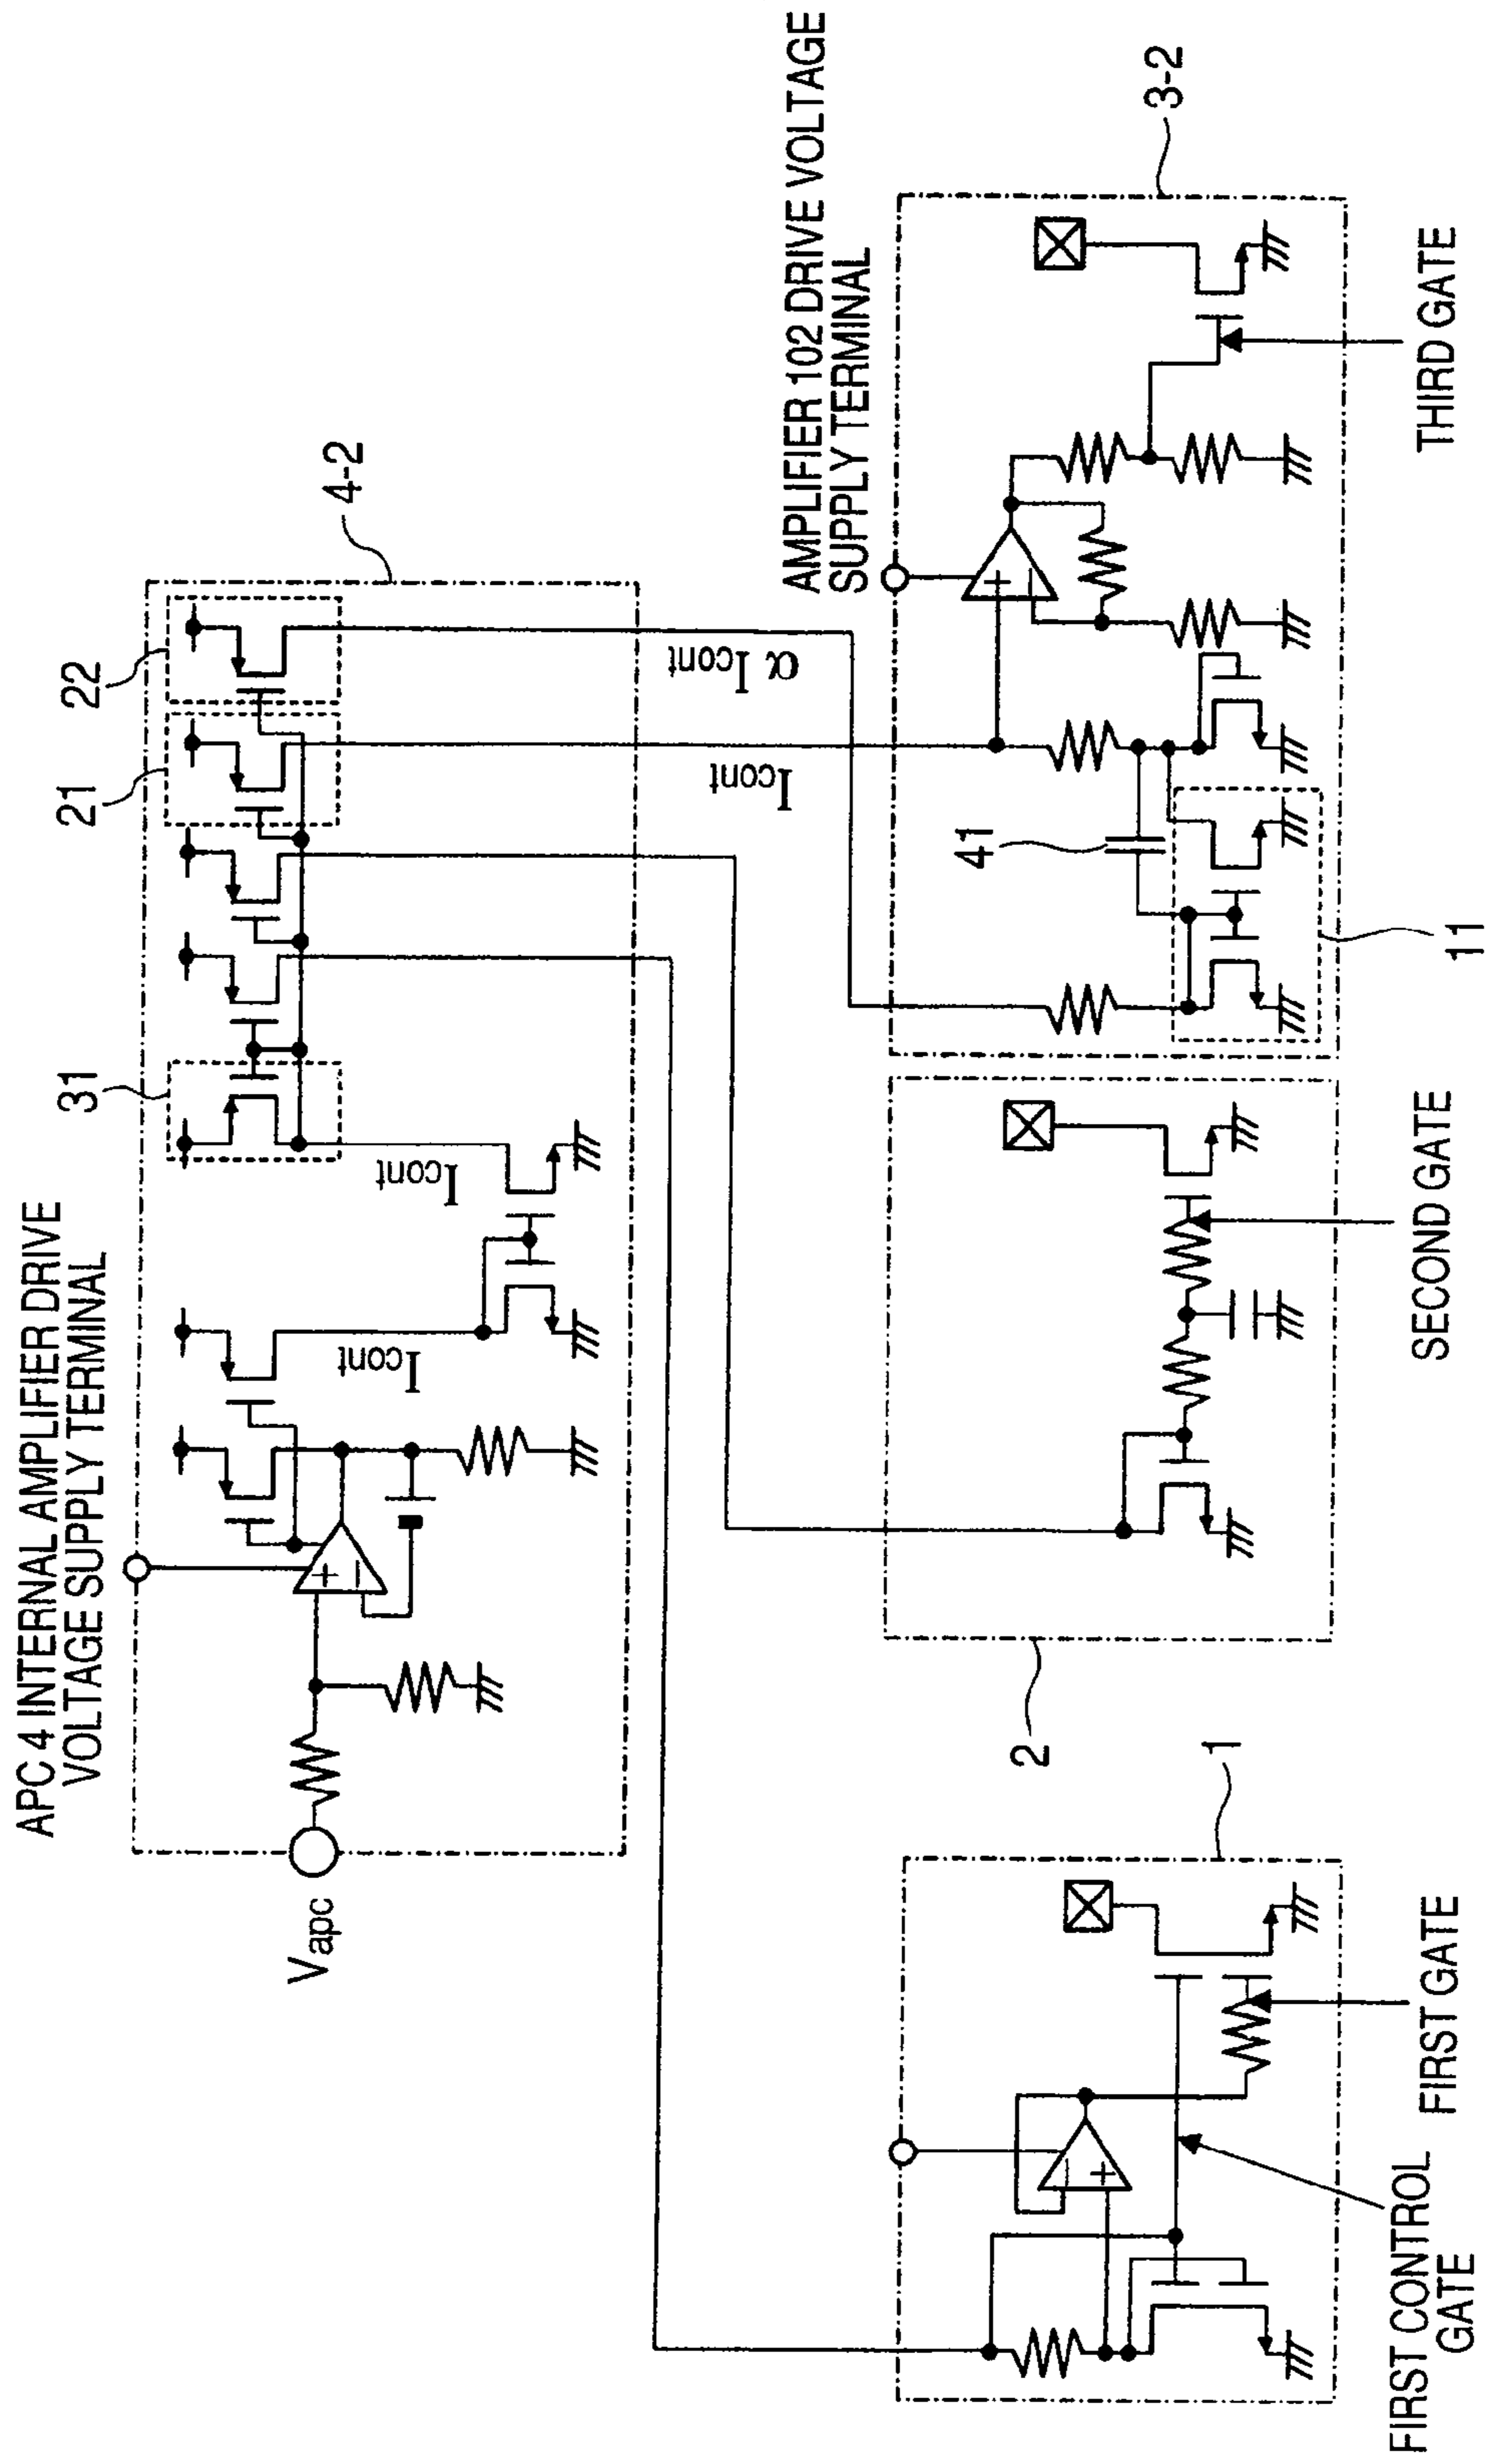 APC 4 INTERNAL AMPLIFIER DRIVE
VOLTAGE SUPPLY TERMINAL
Vapc
31
21
22
4-2
Icont
Icont
Icont
α Icont
AMPLIFIER 102 DRIVE VOLTAGE
SUPPLY TERMINAL
3-2
41
11
+
−
+
−
−
+
1
2
FIRST CONTROL
GATE
FIRST GATE
SECOND GATE
THIRD GATE